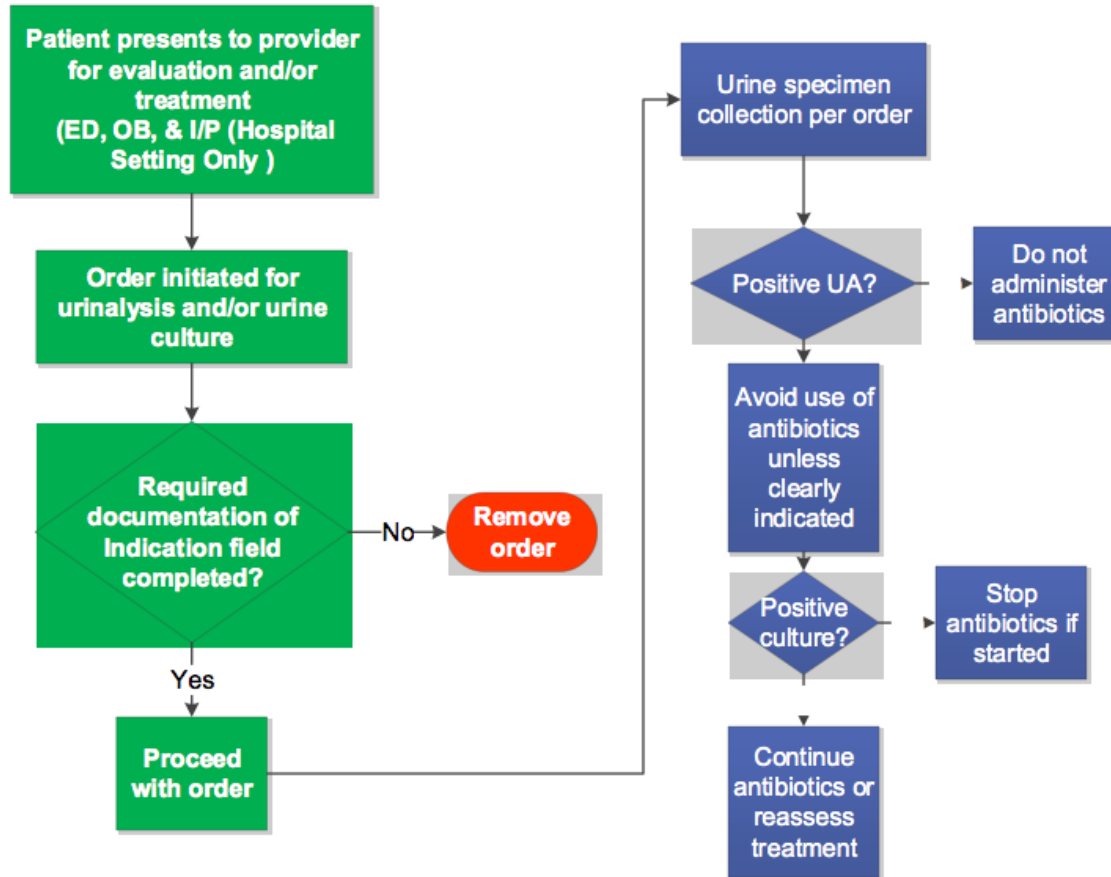 Patient presents to provider
for evaluation and/or
treatment
(ED, OB, & I/P (Hospital
Setting Only )
Order initiated for
urinalysis and/or urine
culture
Required
documentation of
Indication field
completed?
No
Remove
order
Yes
Proceed
with order
Urine specimen
collection per order
Positive UA?
Do not
administer
antibiotics
Avoid use of
antibiotics
unless
clearly
indicated
Positive
culture?
Stop
antibiotics if
started
Continue
antibiotics or
reassess
treatment